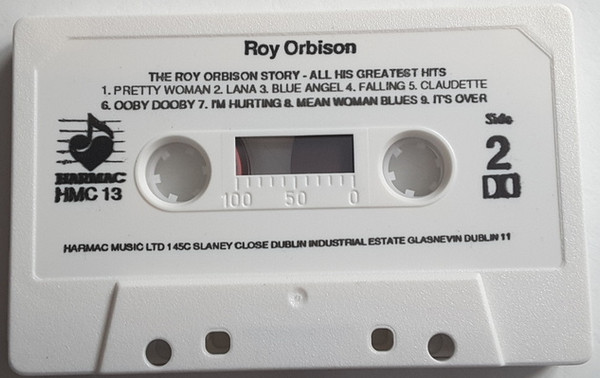 Roy Orbison
THE ROY ORBISON STORY - ALL HIS GREATEST HITS
1. PRETTY WOMAN 2. LANA 3. BLUE ANGEL 4. FALLING 5. CLAUDETTE
6. OOBY DOOBY 7. I'M HURTING 8. MEAN WOMAN BLUES 9. IT'S OVER
HARMAC
HMC 13
Side
2
100 50 0
HARMAC MUSIC LTD 145C SLANEY CLOSE DUBLIN INDUSTRIAL ESTATE GLASNEVIN DUBLIN 11